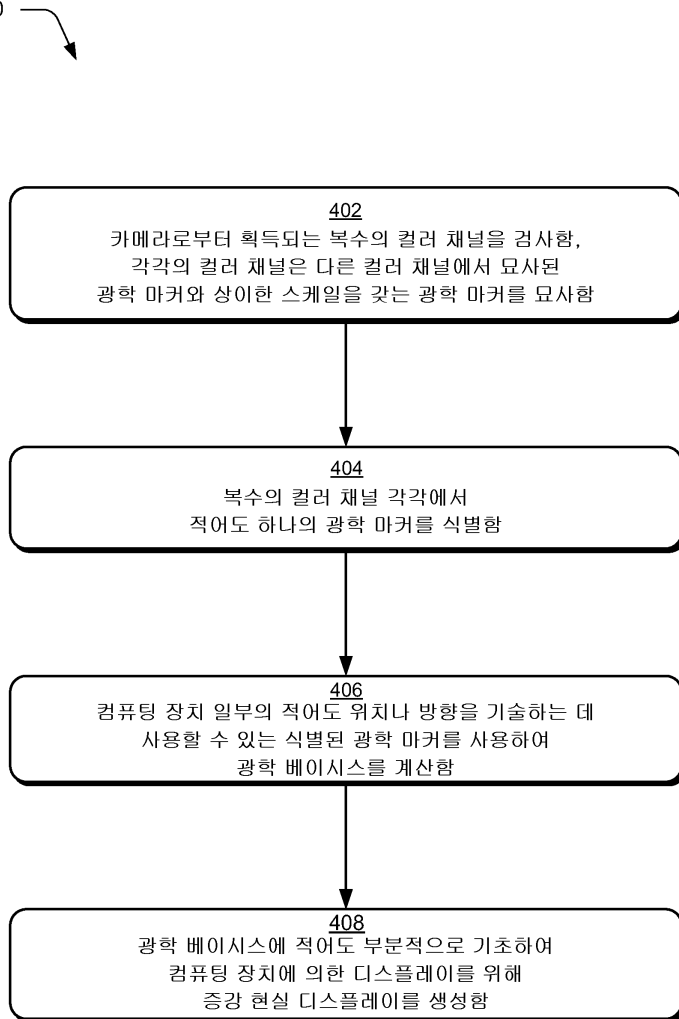 402
카메라로부터 획득되는 복수의 컬러 채널을 검사함,
각각의 컬러 채널은 다른 컬러 채널에서 묘사된
광학 마커와 상이한 스케일을 갖는 광학 마커를 묘사함
404
복수의 컬러 채널 각각에서
적어도 하나의 광학 마커를 식별함
406
컴퓨팅 장치 일부의 적어도 위치나 방향을 기술하는 데
사용할 수 있는 식별된 광학 마커를 사용하여
광학 베이시스를 계산함
408
광학 베이시스에 적어도 부분적으로 기초하여
컴퓨팅 장치에 의한 디스플레이를 위해
증강 현실 디스플레이를 생성함